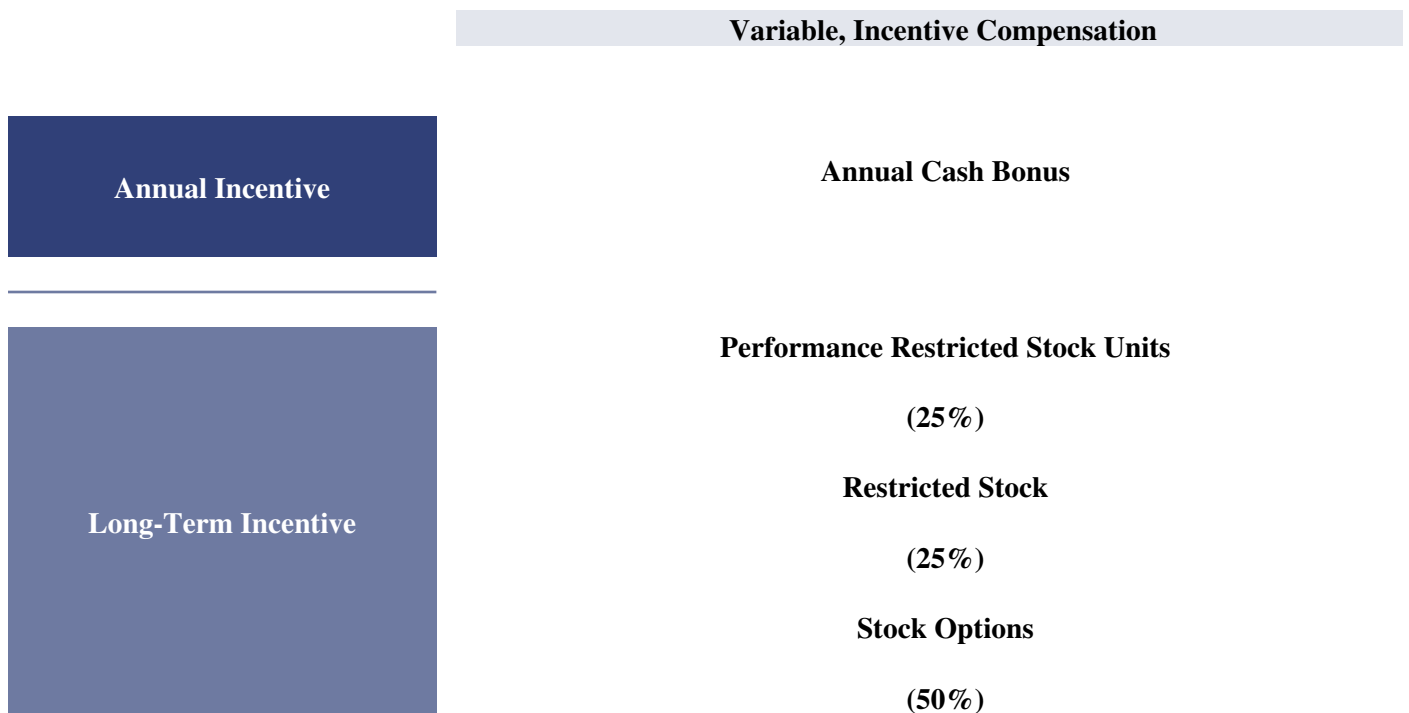 Variable, Incentive Compensation
Annual Incentive
Annual Cash Bonus
Long-Term Incentive
Performance Restricted Stock Units
(25%)
Restricted Stock
(25%)
Stock Options
(50%)